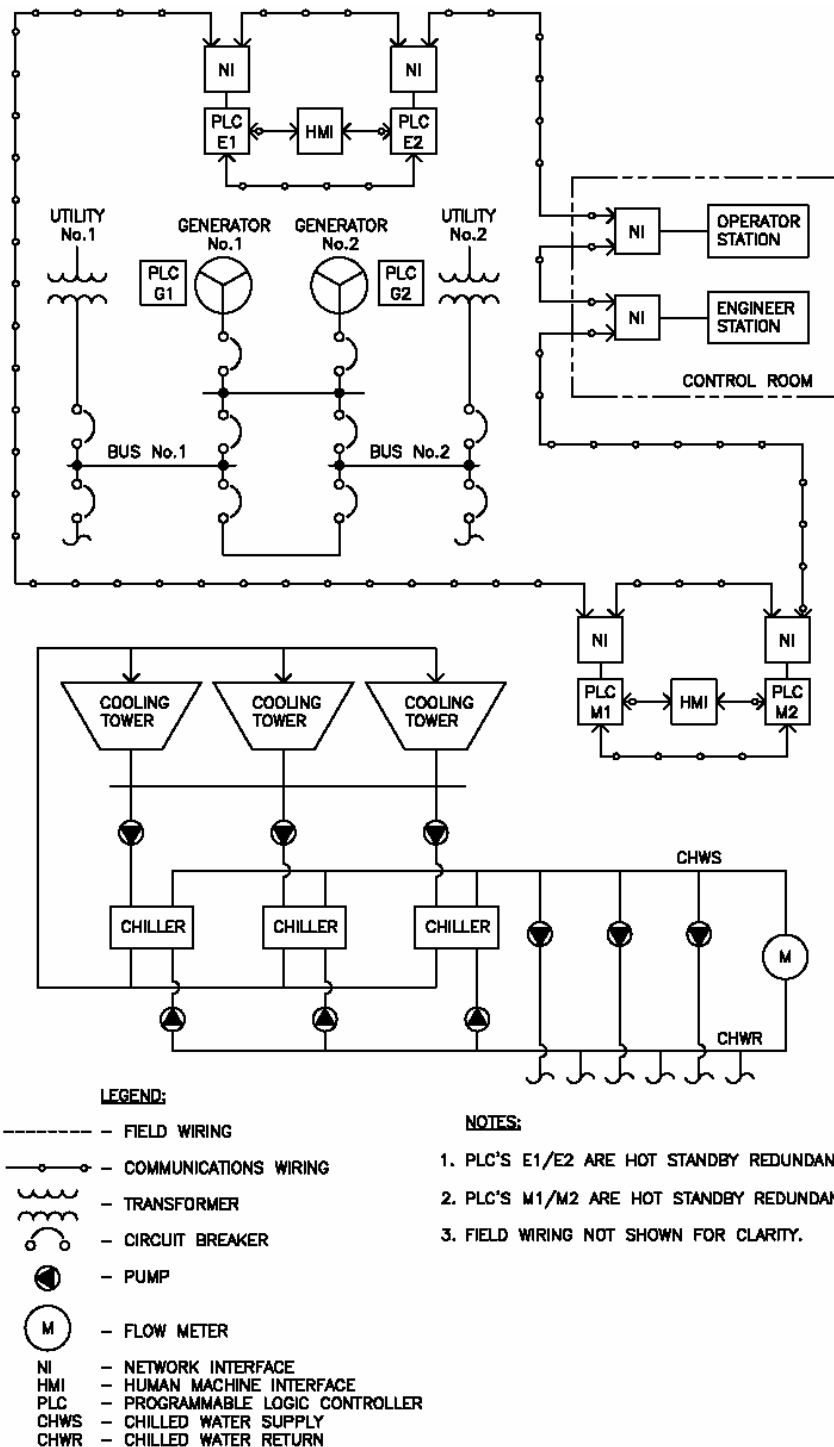 NI
NI
PLC
E1
HMI
PLC
E2
UTILITY
No.1
GENERATOR
No.1
GENERATOR
No.2
UTILITY
No.2
PLC
G1
PLC
G2
NI
OPERATOR
STATION
NI
ENGINEER
STATION
CONTROL ROOM
BUS No.1
BUS No.2
NI
NI
PLC
M1
HMI
PLC
M2
COOLING
TOWER
COOLING
TOWER
COOLING
TOWER
CHWS
CHILLER
CHILLER
CHILLER
M
CHWR
LEGEND:
– FIELD WIRING
– COMMUNICATIONS WIRING
– TRANSFORMER
– CIRCUIT BREAKER
– PUMP
M – FLOW METER
NI – NETWORK INTERFACE
HMI – HUMAN MACHINE INTERFACE
PLC – PROGRAMMABLE LOGIC CONTROLLER
CHWS – CHILLED WATER SUPPLY
CHWR – CHILLED WATER RETURN
NOTES:
1. PLC'S E1/E2 ARE HOT STANDBY REDUNDAN
2. PLC'S M1/M2 ARE HOT STANDBY REDUNDAN
3. FIELD WIRING NOT SHOWN FOR CLARITY.